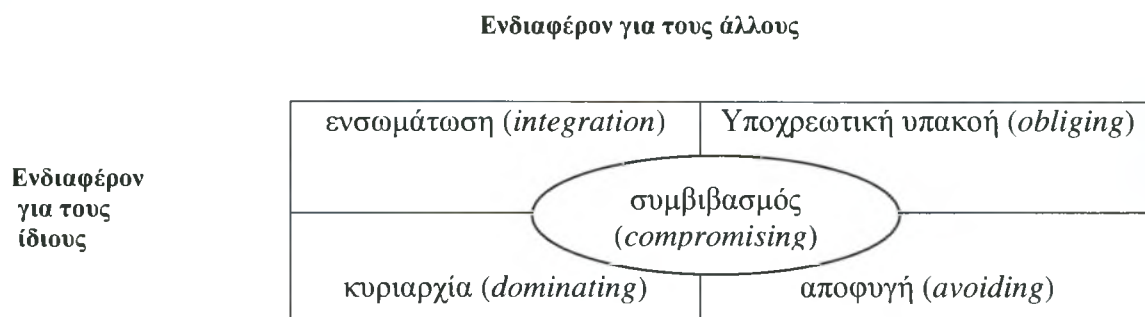 Ενδιαφέρον για τους άλλους
ενσωμάτωση (integration)
Υποχρεωτική υπακοή (obliging)
Ενδιαφέρον
για τους
ίδιους
συμβιβασμός
(compromising)
κυριαρχία (dominating)
αποφυγή (avoiding)